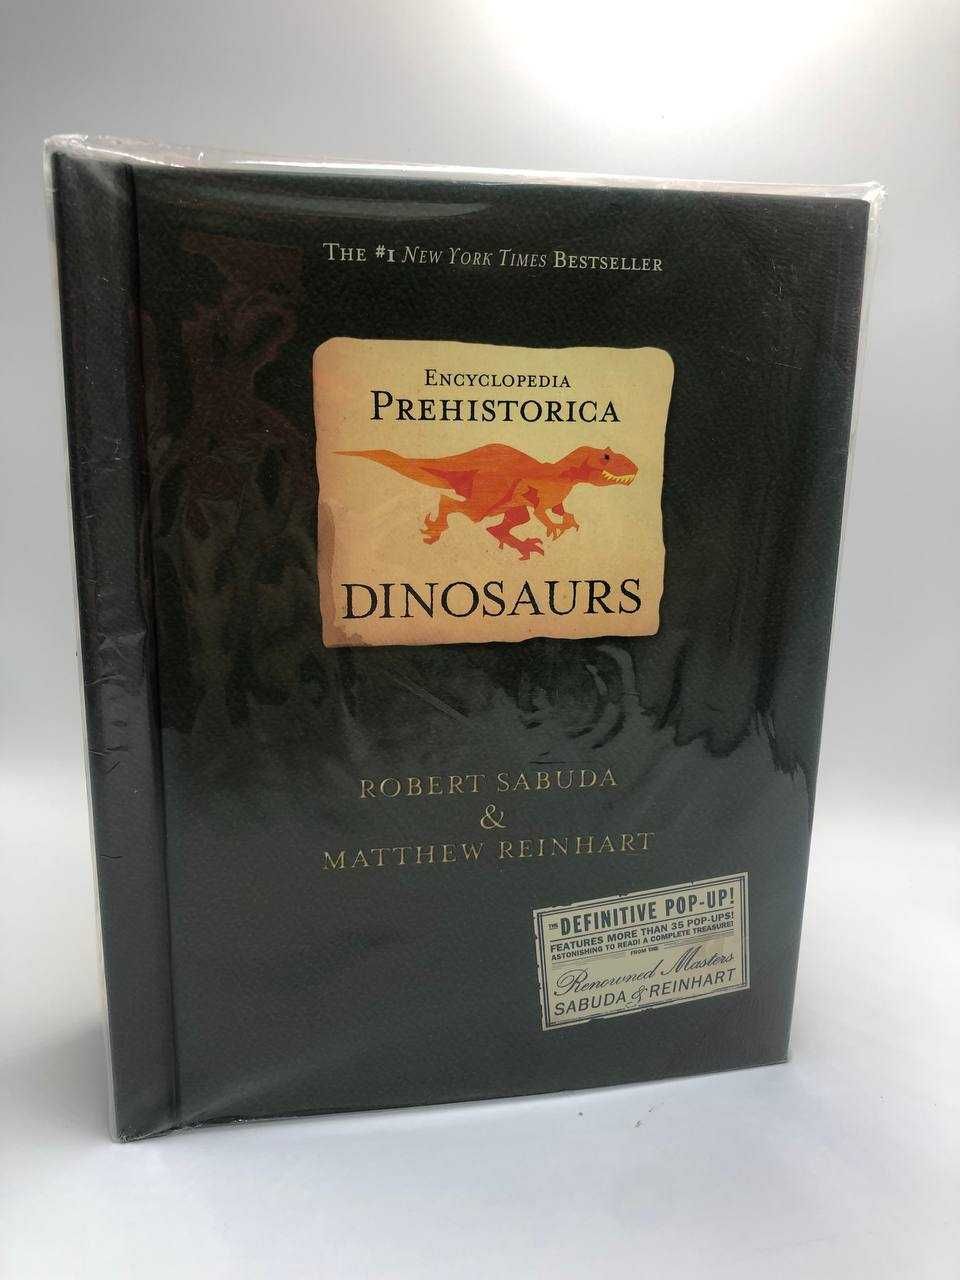 THE #1 NEW YORK TIMES BESTSELLER
ENCYCLOPEDIA
PREHISTORICA
DINOSAURS
ROBERT SABUDA
&
MATTHEW REINHART
THE DEFINITIVE POP-UP!
FEATURES MORE THAN 35 POP-UPS!
ASTONISHING TO READ! A COMPLETE TREASURE!
FROM THE
Renowned Masters
SABUDA & REINHART